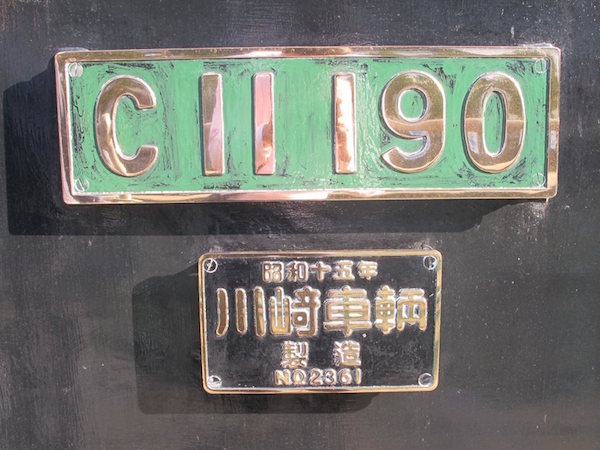 C11 190
昭和十五年
川崎車輌
製造
NO2361